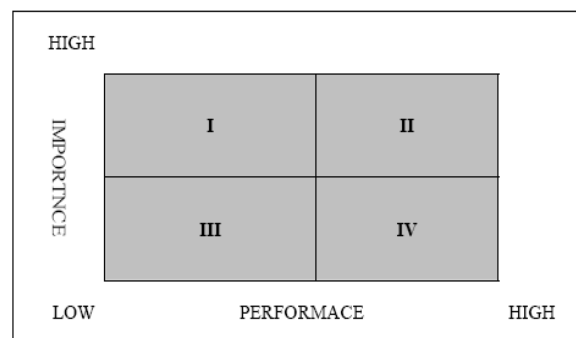 HIGH
I II
IMPORTNCE
III IV
LOW PERFORMACE HIGH